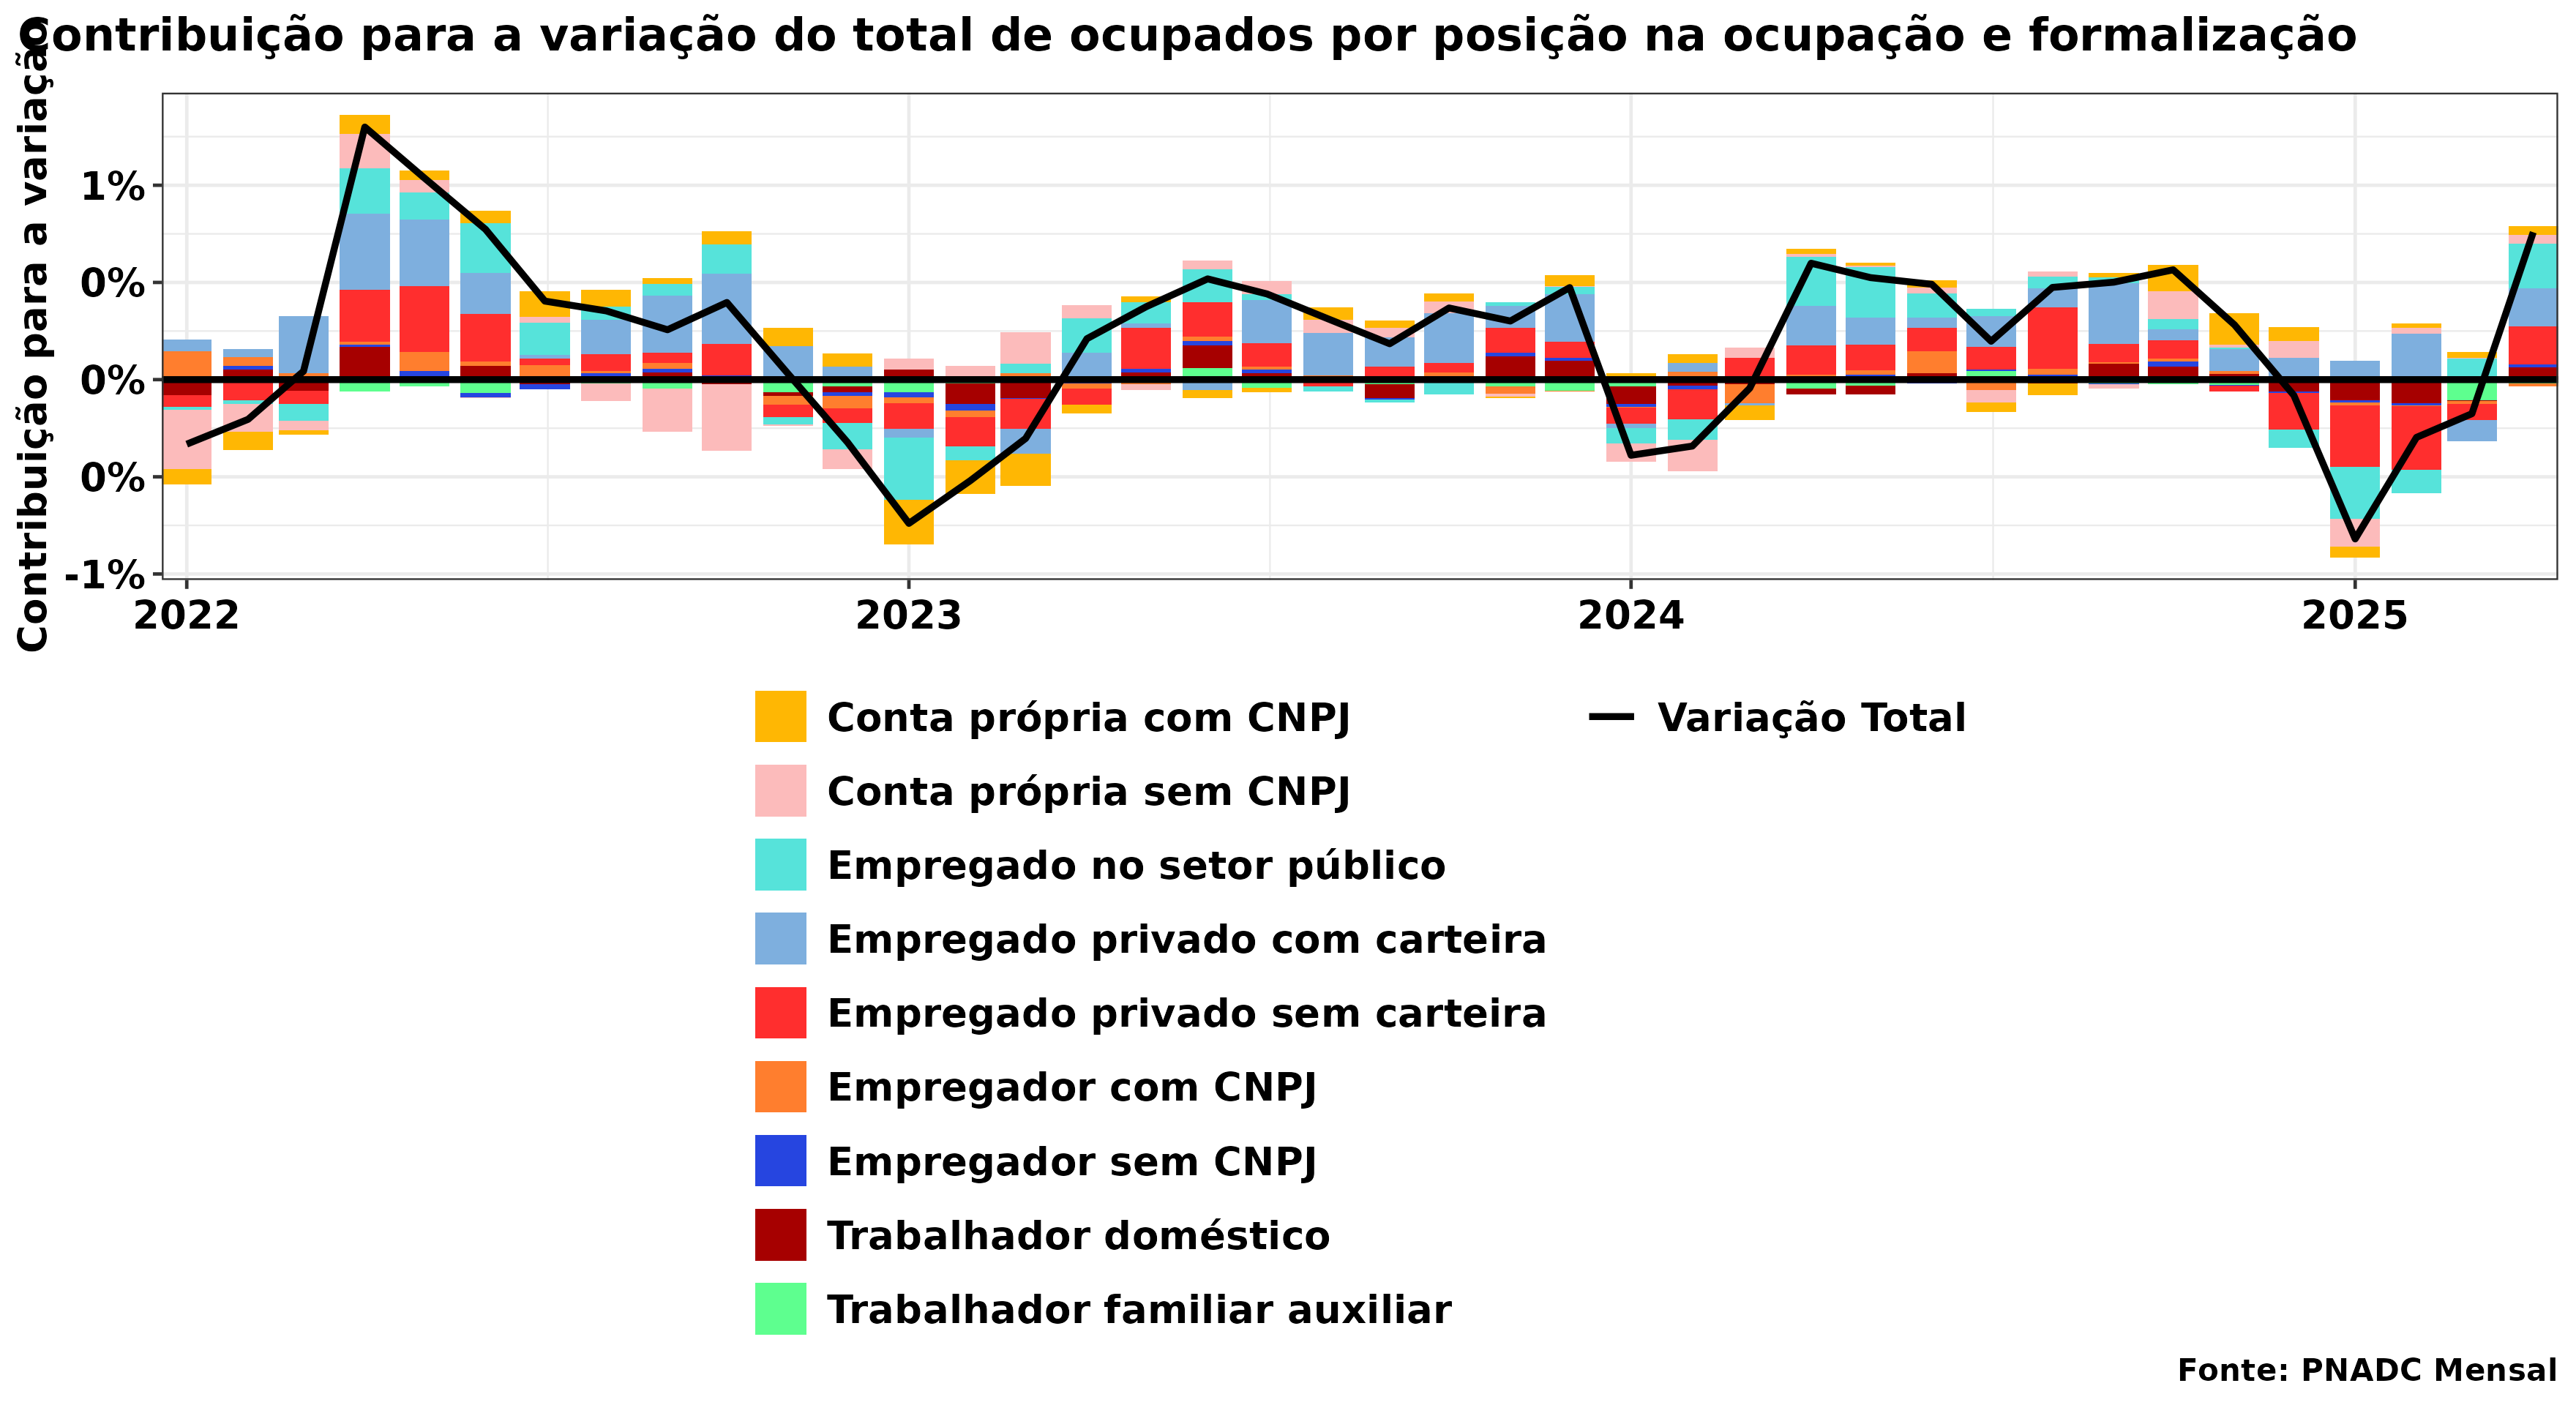 Contribuição para a variação do total de ocupados por posição na ocupação e formalização
Contribuição para a variação
1%
0%
0%
0%
-1%
2022
2023
2024
2025
Conta própria com CNPJ
Conta própria sem CNPJ
Empregado no setor público
Empregado privado com carteira
Empregado privado sem carteira
Empregador com CNPJ
Empregador sem CNPJ
Trabalhador doméstico
Trabalhador familiar auxiliar
Variação Total
Fonte: PNADC Mensal